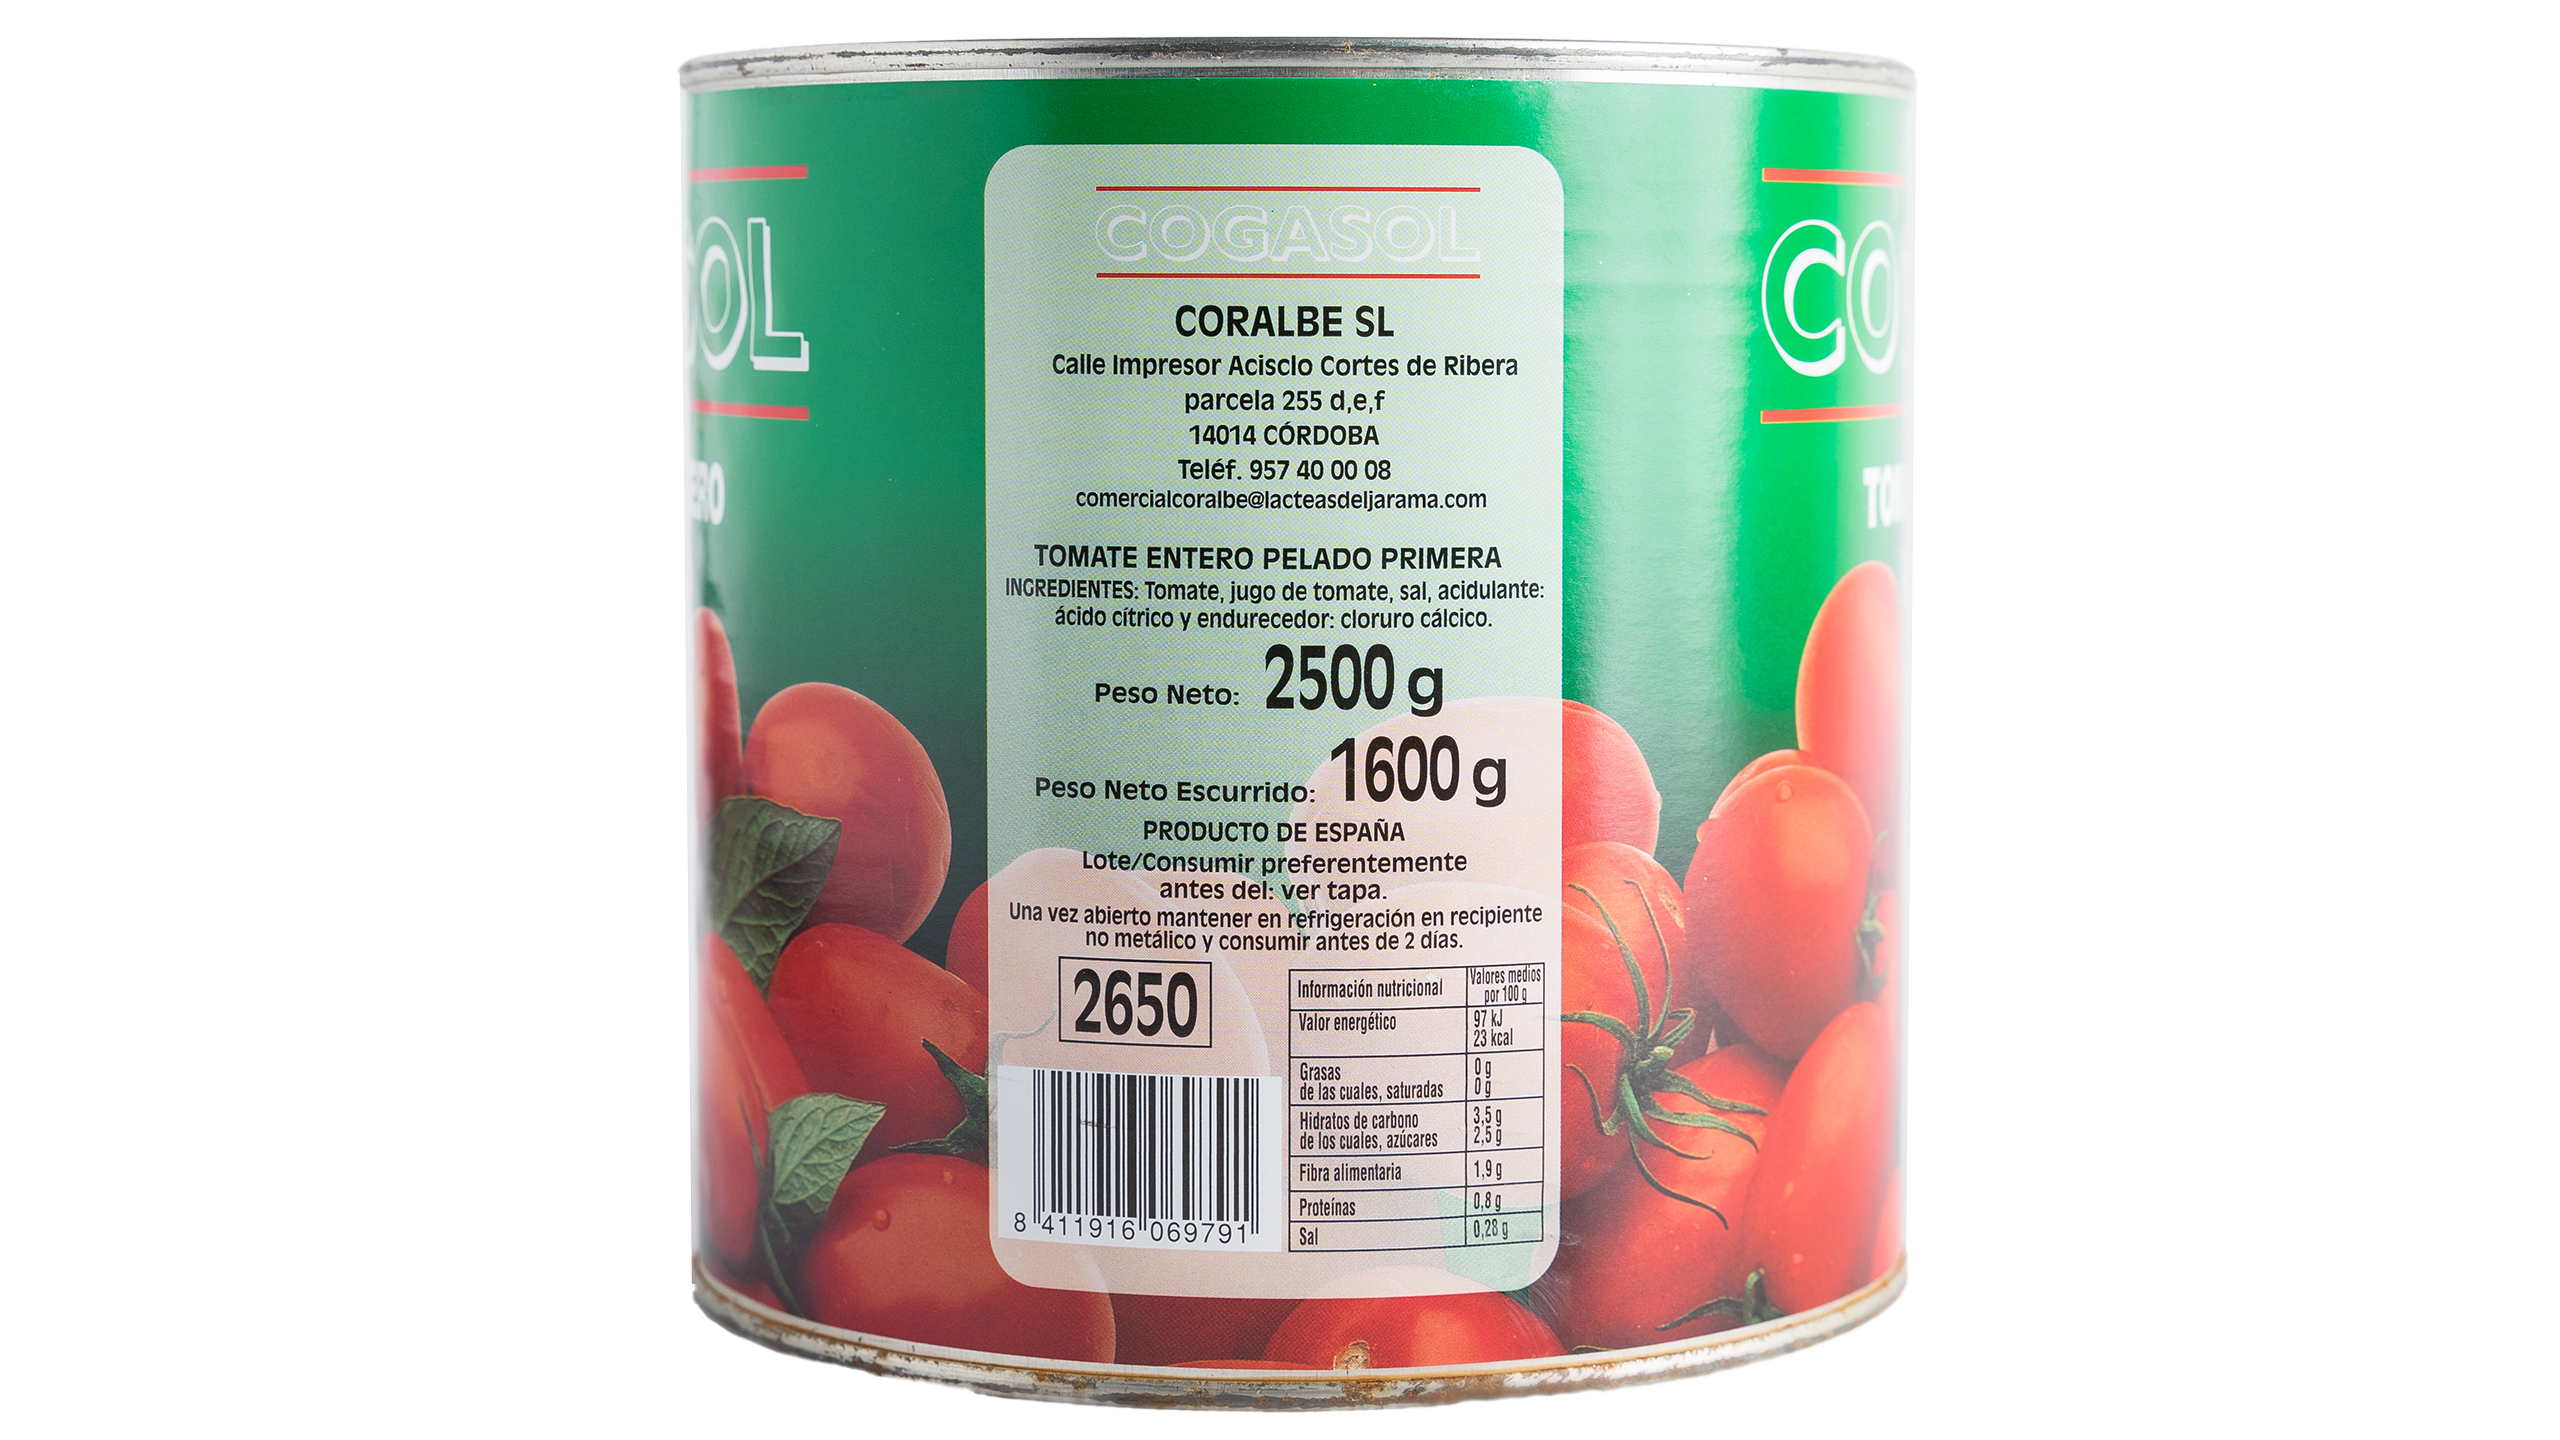 COGASOL
CORALBE SL
Calle Impresor Acisclo Cortes de Ribera
parcela 255 d,e,f
14014 CÓRDOBA
Teléf. 957 40 00 08
comercialcoralbe@lacteasdeljarama.com
TOMATE ENTERO PELADO PRIMERA
INGREDIENTES: Tomate, jugo de tomate, sal, acidulante:
ácido cítrico y endurecedor: cloruro cálcico.
Peso Neto: 2500 g
Peso Neto Escurrido: 1600 g
PRODUCTO DE ESPAÑA
Lote/Consumir preferentemente
antes del: ver tapa.
Una vez abierto mantener en refrigeración en recipiente
no metálico y consumir antes de 2 días.
2650
8 411916 069791
Información nutricional Valores medios
por 100 g
Valor energético 97 kJ
23 kcal
Grasas 0 g
de las cuales, saturadas 0 g
Hidratos de carbono 3,5 g
de los cuales, azúcares 2,5 g
Fibra alimentaria 1,9 g
Proteínas 0,8 g
Sal 0,28 g
OL
RO
CO
TO